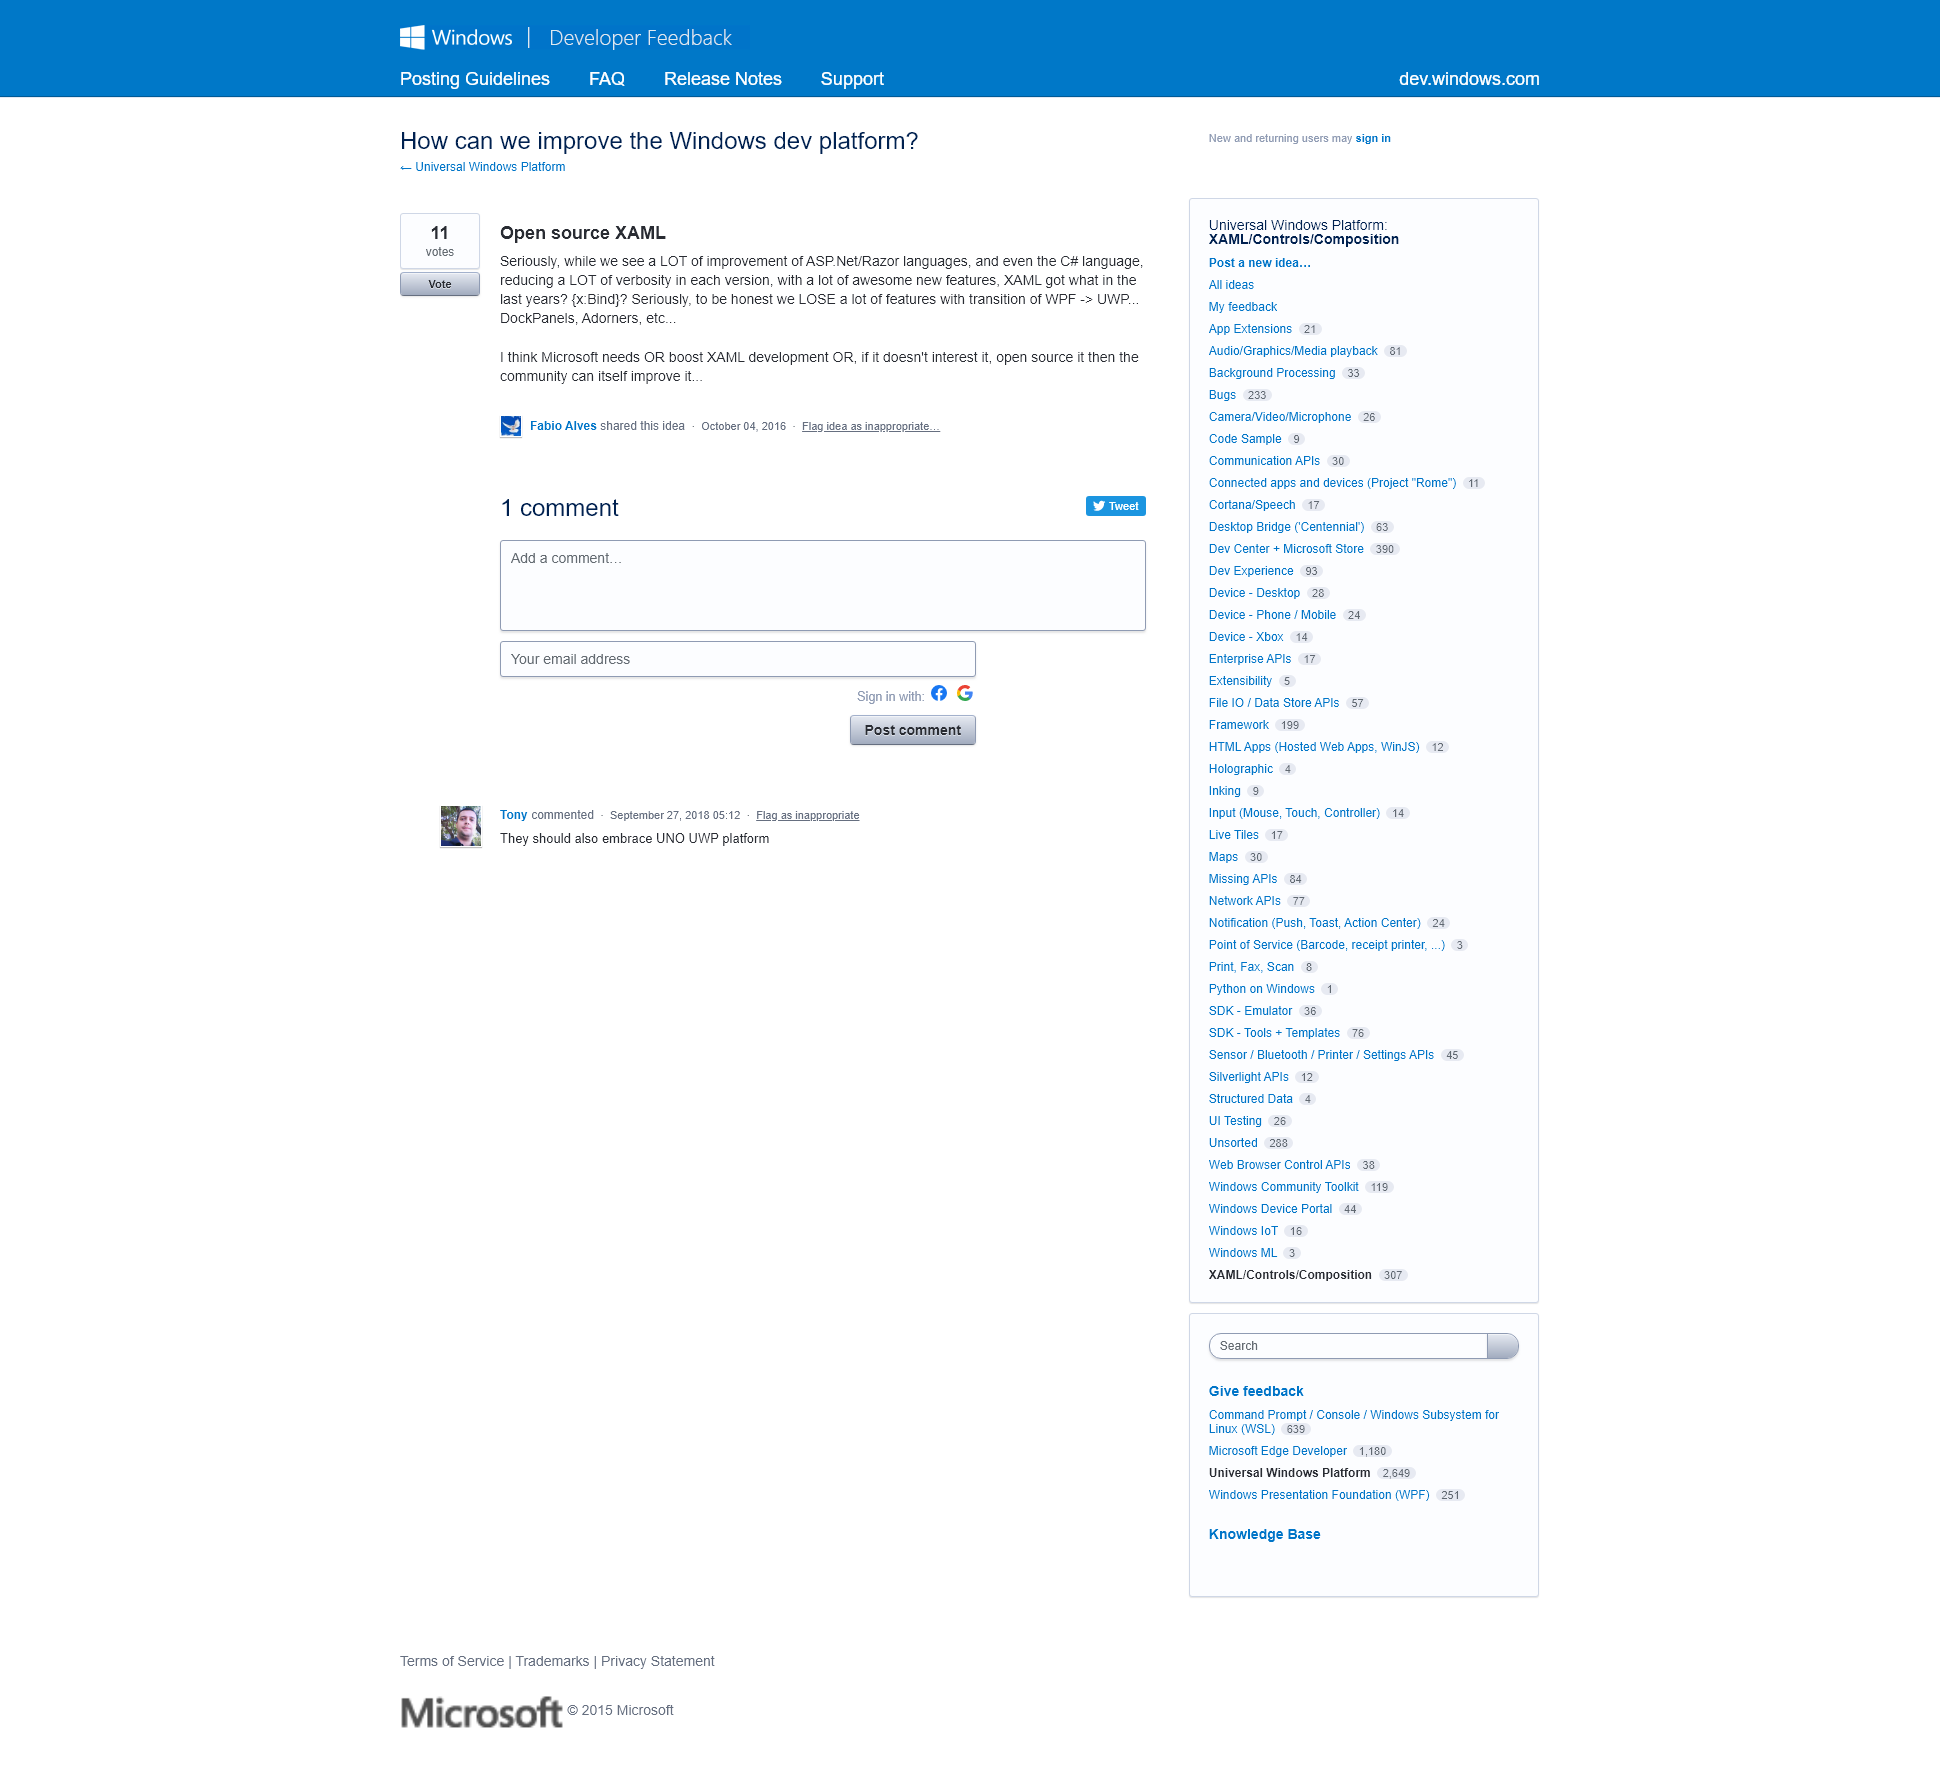 Windows | Developer Feedback
Posting Guidelines FAQ Release Notes Support dev.windows.com
How can we improve the Windows dev platform?
← Universal Windows Platform
New and returning users may sign in
11
votes
Vote
Open source XAML
Seriously, while we see a LOT of improvement of ASP.Net/Razor languages, and even the C# language,
reducing a LOT of verbosity in each version, with a lot of awesome new features, XAML got what in the
last years? {x:Bind}? Seriously, to be honest we LOSE a lot of features with transition of WPF -> UWP...
DockPanels, Adorners, etc...
I think Microsoft needs OR boost XAML development OR, if it doesn't interest it, open source it then the
community can itself improve it...
Fabio Alves shared this idea · October 04, 2016 · Flag idea as inappropriate…
1 comment
Tweet
Add a comment…
Your email address
Sign in with:
Post comment
Tony commented · September 27, 2018 05:12 · Flag as inappropriate
They should also embrace UNO UWP platform
Universal Windows Platform:
XAML/Controls/Composition
Post a new idea…
All ideas
My feedback
App Extensions 21
Audio/Graphics/Media playback 81
Background Processing 33
Bugs 233
Camera/Video/Microphone 26
Code Sample 9
Communication APIs 30
Connected apps and devices (Project "Rome") 11
Cortana/Speech 17
Desktop Bridge ('Centennial') 63
Dev Center + Microsoft Store 390
Dev Experience 93
Device - Desktop 28
Device - Phone / Mobile 24
Device - Xbox 14
Enterprise APIs 17
Extensibility 5
File IO / Data Store APIs 57
Framework 199
HTML Apps (Hosted Web Apps, WinJS) 12
Holographic 4
Inking 9
Input (Mouse, Touch, Controller) 14
Live Tiles 17
Maps 30
Missing APIs 84
Network APIs 77
Notification (Push, Toast, Action Center) 24
Point of Service (Barcode, receipt printer, ...) 3
Print, Fax, Scan 8
Python on Windows 1
SDK - Emulator 36
SDK - Tools + Templates 76
Sensor / Bluetooth / Printer / Settings APIs 45
Silverlight APIs 12
Structured Data 4
UI Testing 26
Unsorted 288
Web Browser Control APIs 38
Windows Community Toolkit 119
Windows Device Portal 44
Windows IoT 16
Windows ML 3
XAML/Controls/Composition 307
Search
Give feedback
Command Prompt / Console / Windows Subsystem for
Linux (WSL) 639
Microsoft Edge Developer 1,180
Universal Windows Platform 2,649
Windows Presentation Foundation (WPF) 251
Knowledge Base
Terms of Service | Trademarks | Privacy Statement
Microsoft © 2015 Microsoft